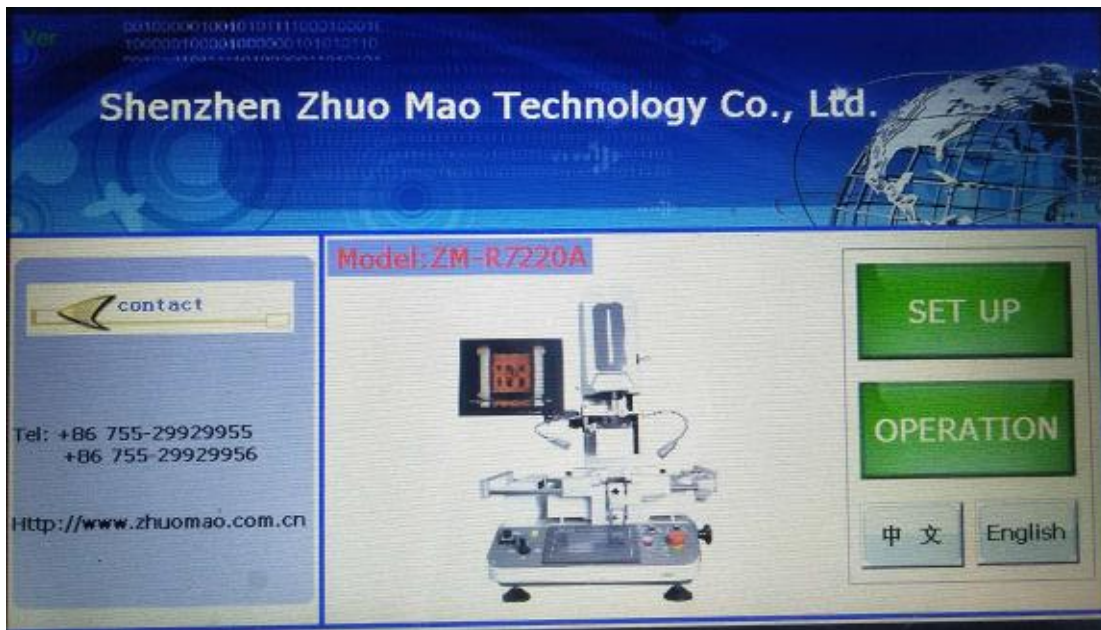 Ver
Shenzhen Zhuo Mao Technology Co., Ltd.
Model:ZM-R7220A
contact
Tel: +86 755-29929955
+86 755-29929956
Http://www.zhuomao.com.cn
SET UP
OPERATION
中 文
English